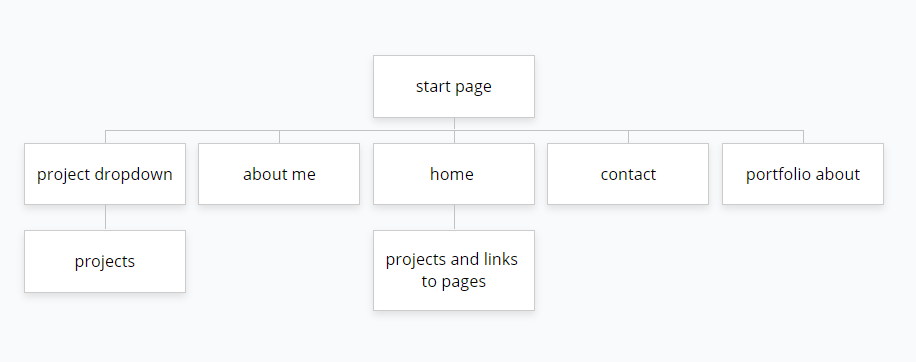 start page
project dropdown
about me
home
contact
portfolio about
projects
projects and links
to pages